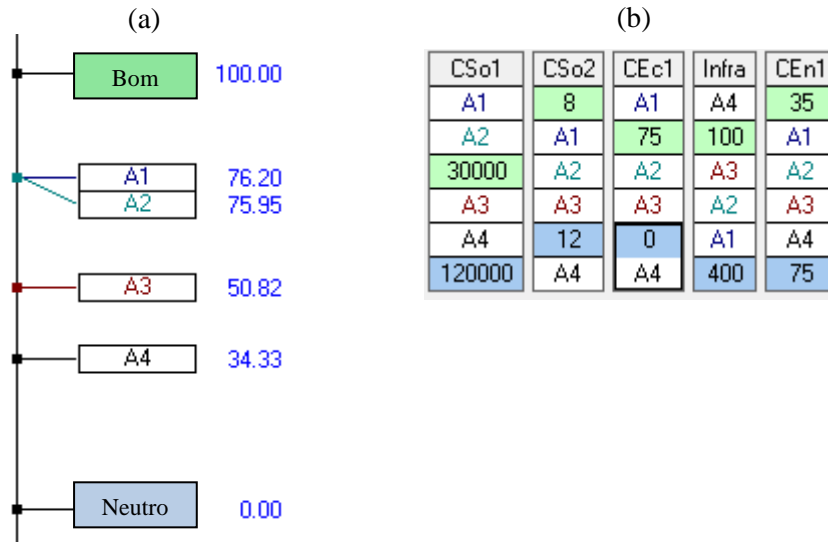 (a)
Bom 100.00
A1 76.20
A2 75.95
A3 50.82
A4 34.33
Neutro 0.00
(b)
CSo1 CSo2 CEc1 Infra CEn1
A1 8 A1 A4 35
A2 A1 75 100 A1
30000 A2 A2 A3 A2
A3 A3 A3 A2 A3
A4 12 0 A1 A4
120000 A4 A4 400 75